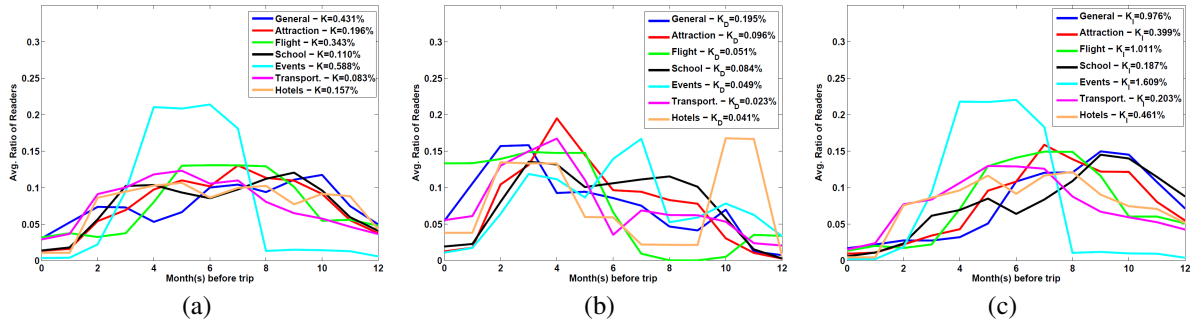 0.35
0.3
0.25
0.2
0.15
0.1
0.05
0
Avg. Ratio of Readers
General − K=0.431%
Attraction − K=0.196%
Flight − K=0.343%
School − K=0.110%
Events − K=0.588%
Transport. − K=0.083%
Hotels − K=0.157%
0 2 4 6 8 10 12
Month(s) before trip
(a)
0.35
0.3
0.25
0.2
0.15
0.1
0.05
0
Avg. Ratio of Readers
General − K_D=0.195%
Attraction − K_D=0.096%
Flight − K_D=0.051%
School − K_D=0.084%
Events − K_D=0.049%
Transport. − K_D=0.023%
Hotels − K_D=0.041%
0 2 4 6 8 10 12
Month(s) before trip
(b)
0.35
0.3
0.25
0.2
0.15
0.1
0.05
0
Avg. Ratio of Readers
General − K_I=0.976%
Attraction − K_I=0.399%
Flight − K_I=1.011%
School − K_I=0.187%
Events − K_I=1.609%
Transport. − K_I=0.203%
Hotels − K_I=0.461%
0 2 4 6 8 10 12
Month(s) before trip
(c)